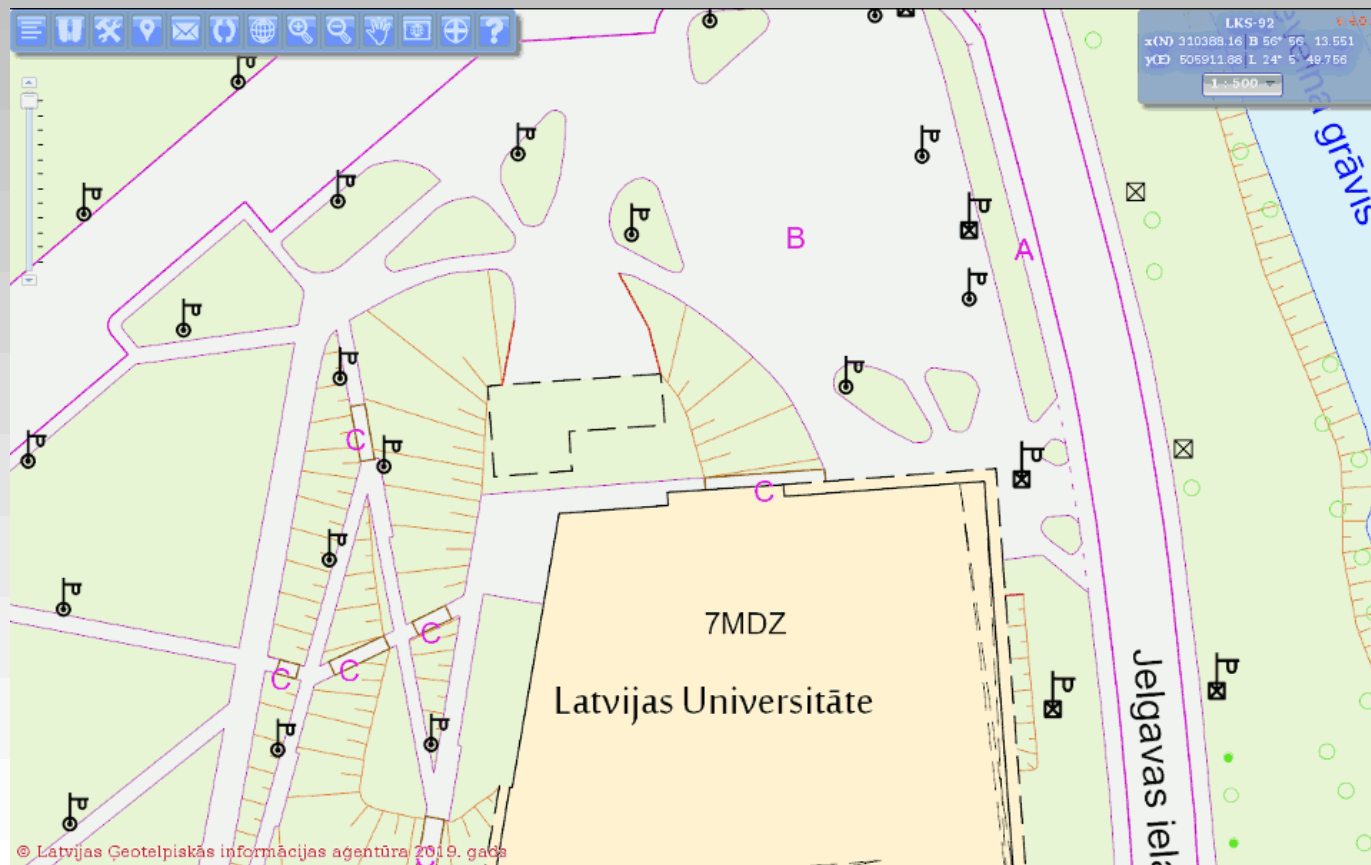 LKS-92
x(N) 310388.16 B 56° 56' 13.551
y(E) 505911.88 L 24° 5' 49.756
1 : 500
grāvis
B
A
C
C
C
C
C
C
7MDZ
Latvijas Universitāte
Jelgavas iela
© Latvijas Ģeotelpiskās informācijas aģentūra 2019. gads